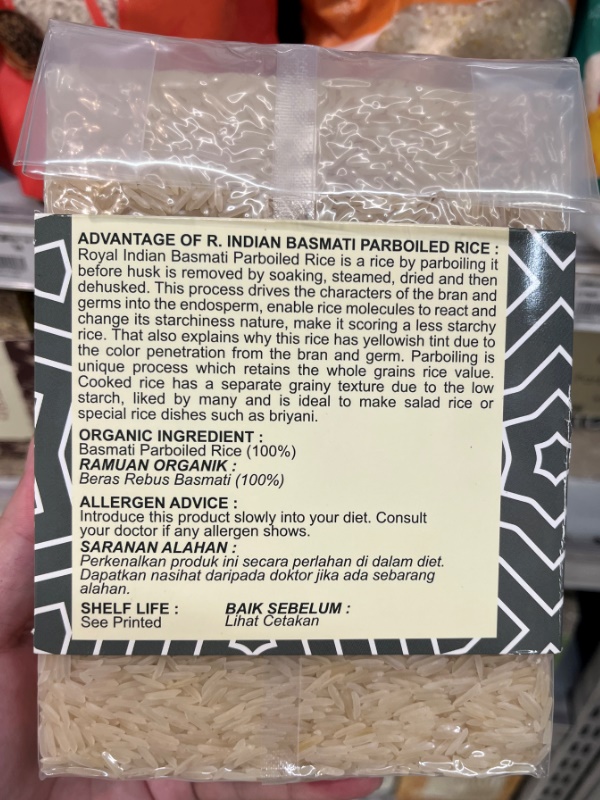 ADVANTAGE OF R. INDIAN BASMATI PARBOILED RICE :
Royal Indian Basmati Parboiled Rice is a rice by parboiling it
before husk is removed by soaking, steamed, dried and then
dehusked. This process drives the characters of the bran and
germs into the endosperm, enable rice molecules to react and
change its starchiness nature, make it scoring a less starchy
rice. That also explains why this rice has yellowish tint due to
the color penetration from the bran and germ. Parboiling is
unique process which retains the whole grains rice value.
Cooked rice has a separate grainy texture due to the low
starch, liked by many and is ideal to make salad rice or
special rice dishes such as briyani.
ORGANIC INGREDIENT :
Basmati Parboiled Rice (100%)
RAMUAN ORGANIK :
Beras Rebus Basmati (100%)
ALLERGEN ADVICE :
Introduce this product slowly into your diet. Consult
your doctor if any allergen shows.
SARANAN ALAHAN :
Perkenalkan produk ini secara perlahan di dalam diet.
Dapatkan nasihat daripada doktor jika ada sebarang
alahan.
SHELF LIFE : BAIK SEBELUM :
See Printed Lihat Cetakan